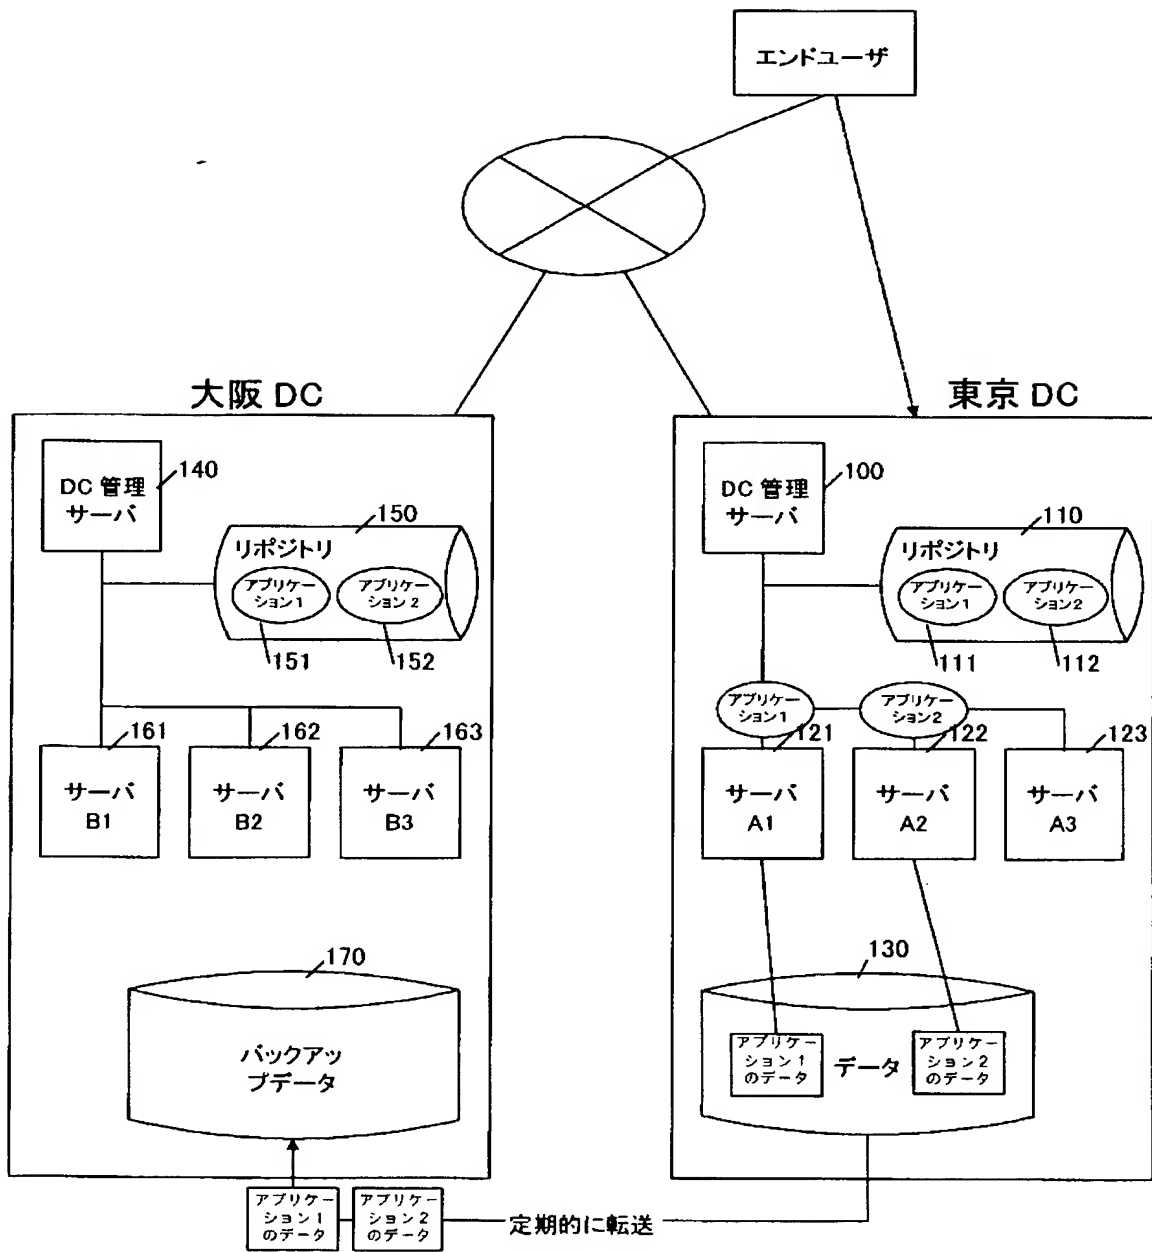 エンドユーザ
大阪 DC
DC 管理
サーバ
140
150
リポジトリ
アプリケー
ション1
アプリケー
ション2
151
152
161
162
163
サーバ
B1
サーバ
B2
サーバ
B3
170
バックアッ
プデータ
東京 DC
DC 管理
サーバ
100
110
リポジトリ
アプリケー
ション1
アプリケー
ション2
111
112
アプリケー
ション1
アプリケー
ション2
121
122
123
サーバ
A1
サーバ
A2
サーバ
A3
130
アプリケー
ション1
のデータ
データ
アプリケー
ション2
のデータ
アプリケー
ション1
のデータ
アプリケー
ション2
のデータ
定期的に転送